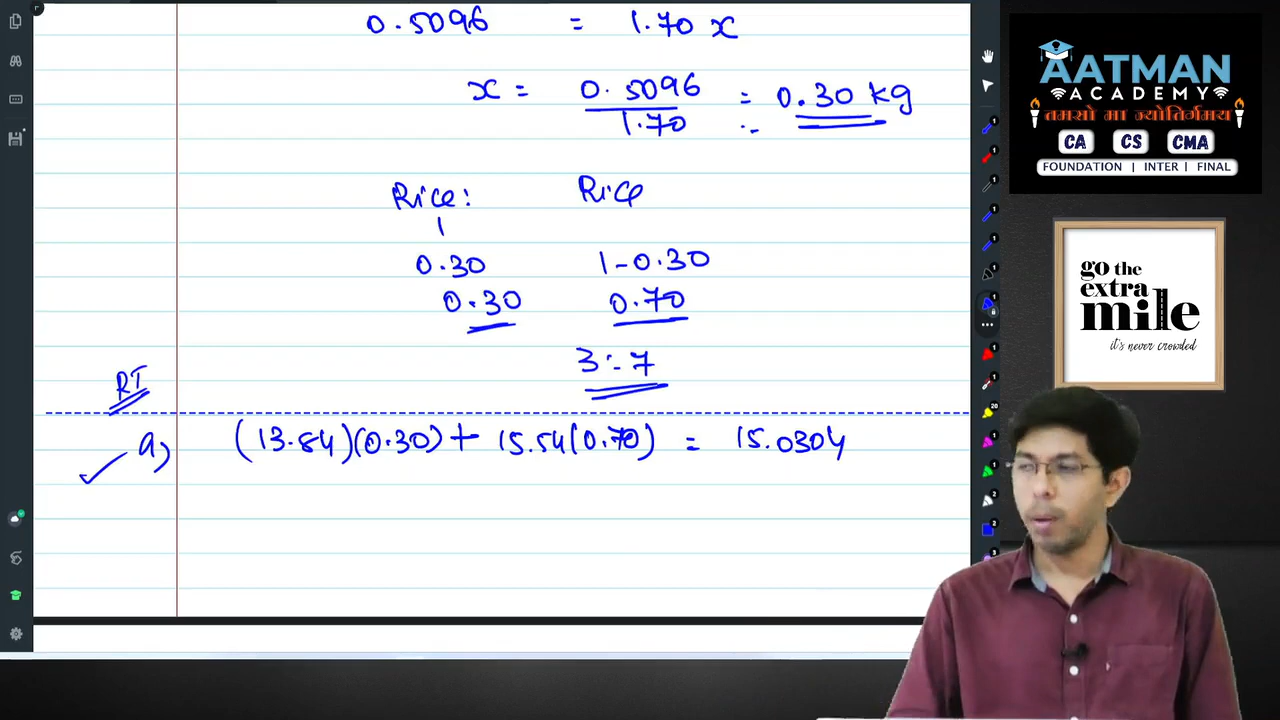 0.5096 = 1.70 x
x = 0.5096 / 1.70 = 0.30 kg
Rice: Rice
1
0.30 1-0.30
0.30 0.70
3:7
RT
a) (13.84)(0.30) + 15.54(0.70) = 15.0304
AATMAN
ACADEMY
तमसो मा ज्योतिर्गमय
CA CS CMA
FOUNDATION | INTER | FINAL
go the
extra
mile
it's never crowded